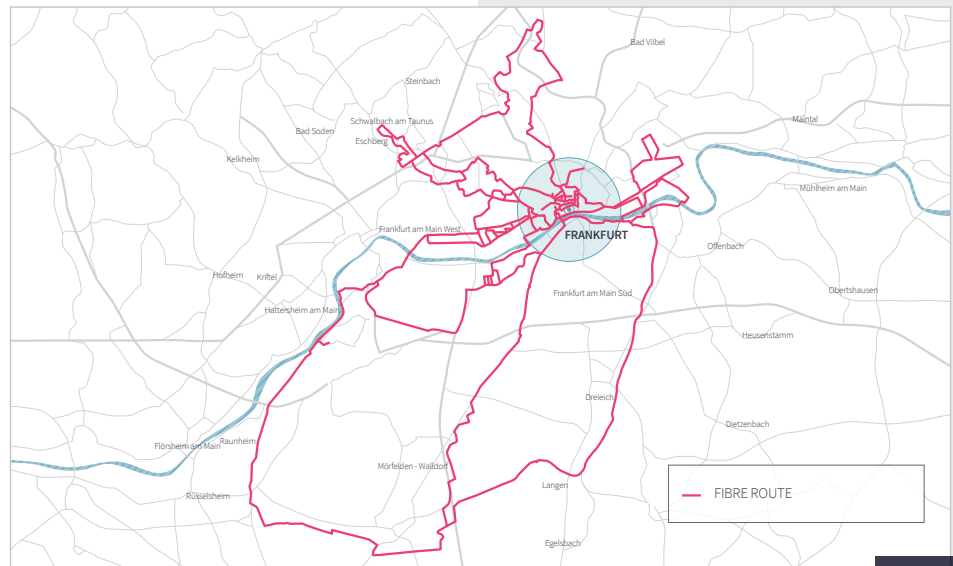 Bad Vilbel
Steinbach
Schwalbach am Taunus
Maintal
Bad Soden
Eschberg
Kelkheim
Mühlheim am Main
Frankfurt am Main West
FRANKFURT
Offenbach
Hofheim
Kriftel
Obertshausen
Frankfurt am Main Süd
Hattersheim am Main
Heusenstamm
Dreieich
Dietzenbach
Flörsheim am Main
Raunheim
Mörfelden - Walldorf
Langen
Rüsselsheim
FIBRE ROUTE
Egelsbach